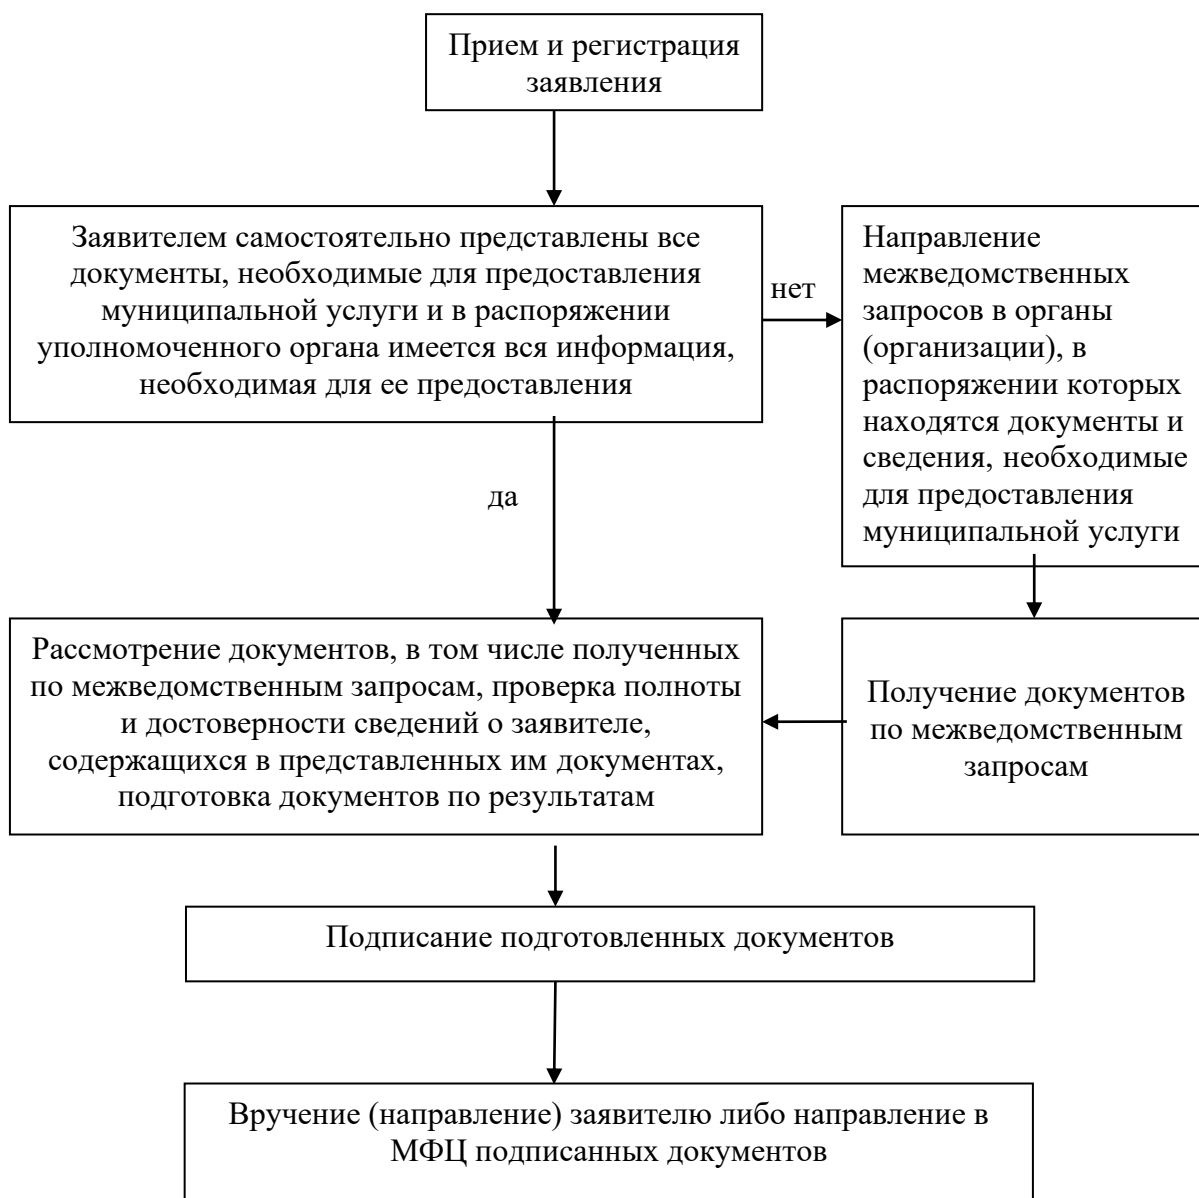 Прием и регистрация
заявления
Заявителем самостоятельно представлены все
документы, необходимые для предоставления
муниципальной услуги и в распоряжении
уполномоченного органа имеется вся информация,
необходимая для ее предоставления
нет
Направление
межведомственных
запросов в органы
(организации), в
распоряжении которых
находятся документы и
сведения, необходимые
для предоставления
муниципальной услуги
да
Рассмотрение документов, в том числе полученных
по межведомственным запросам, проверка полноты
и достоверности сведений о заявителе,
содержащихся в представленных им документах,
подготовка документов по результатам
Получение документов
по межведомственным
запросам
Подписание подготовленных документов
Вручение (направление) заявителю либо направление в
МФЦ подписанных документов